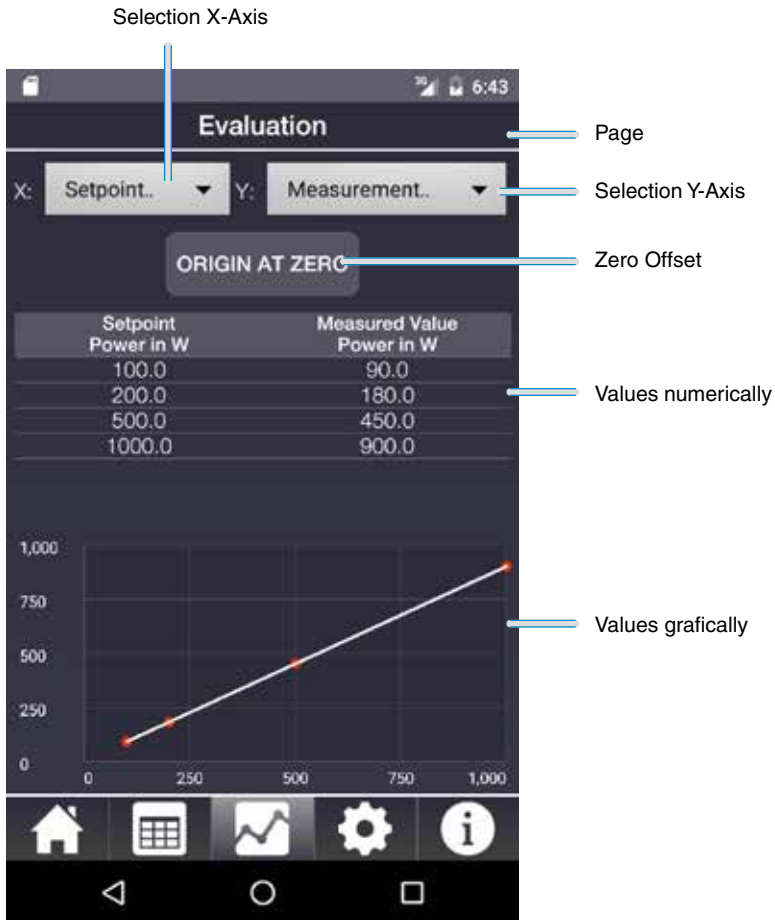 Selection X-Axis
3G 6:43
Evaluation
Page
X: Setpoint.. Y: Measurement..
Selection Y-Axis
ORIGIN AT ZERO
Zero Offset
Setpoint Power in W Measured Value Power in W
100.0 90.0
200.0 180.0
500.0 450.0
1000.0 900.0
Values numerically
1,000
750
500
250
0
0 250 500 750 1,000
Values grafically
i